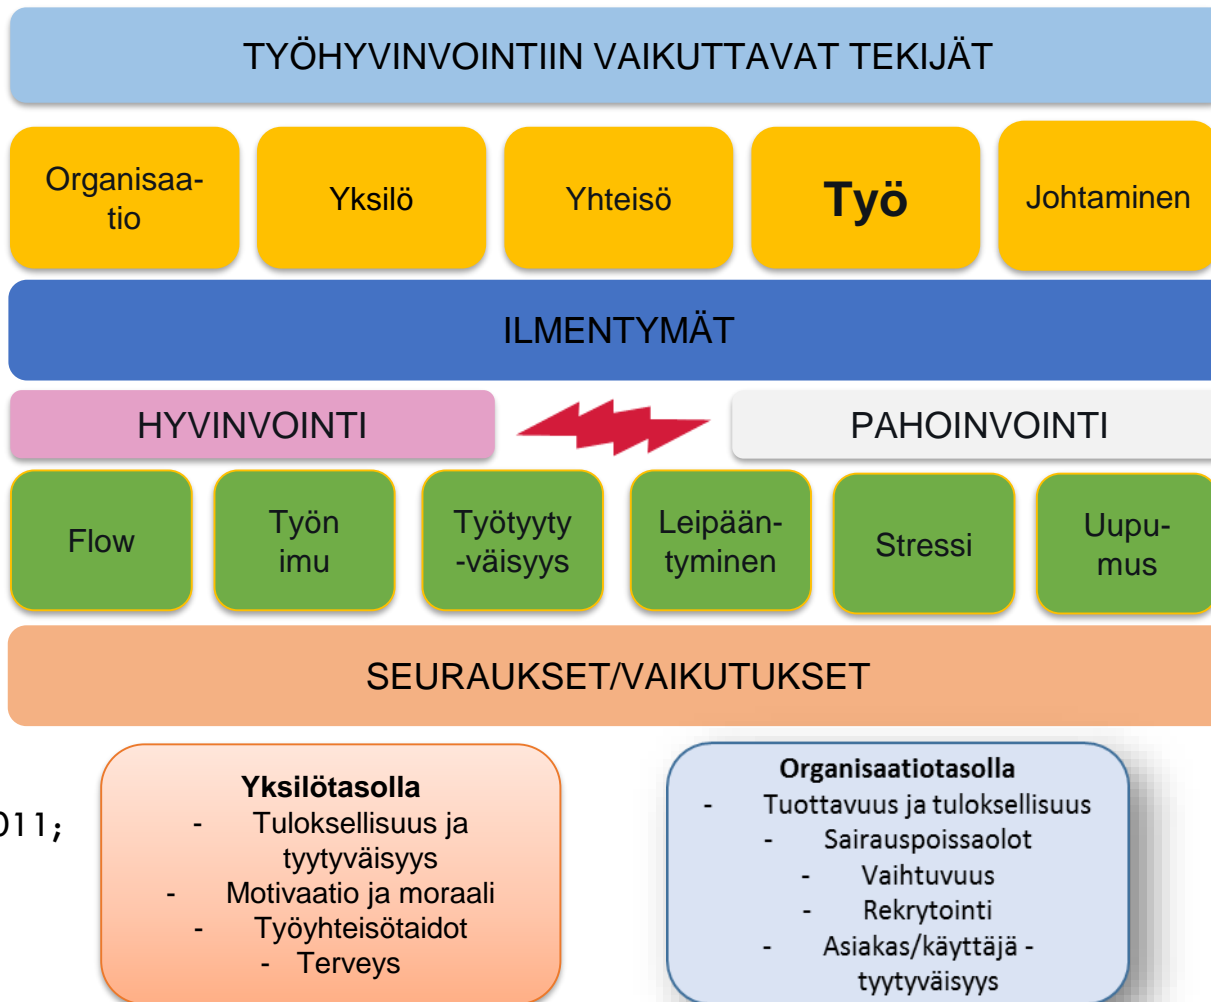 TYÖHYVINVOINTIIN VAIKUTTAVAT TEKIJÄT
Organisaa-
tio
Yksilö
Yhteisö
Työ
Johtaminen
ILMENTYMÄT
HYVINVOINTI
PAHOINVOINTI
Flow
Työn
imu
Työtyyty
-väisyys
Leipään-
tyminen
Stressi
Uupu-
mus
SEURAUKSET/VAIKUTUKSET
011;
Yksilötasolla
- Tuloksellisuus ja
tyytyväisyys
- Motivaatio ja moraali
- Työyhteisötaidot
- Terveys
Organisaatiotasolla
- Tuottavuus ja tuloksellisuus
- Sairauspoissaolot
- Vaihtuvuus
- Rekrytointi
- Asiakas/käyttäjä -
tyytyväisyys